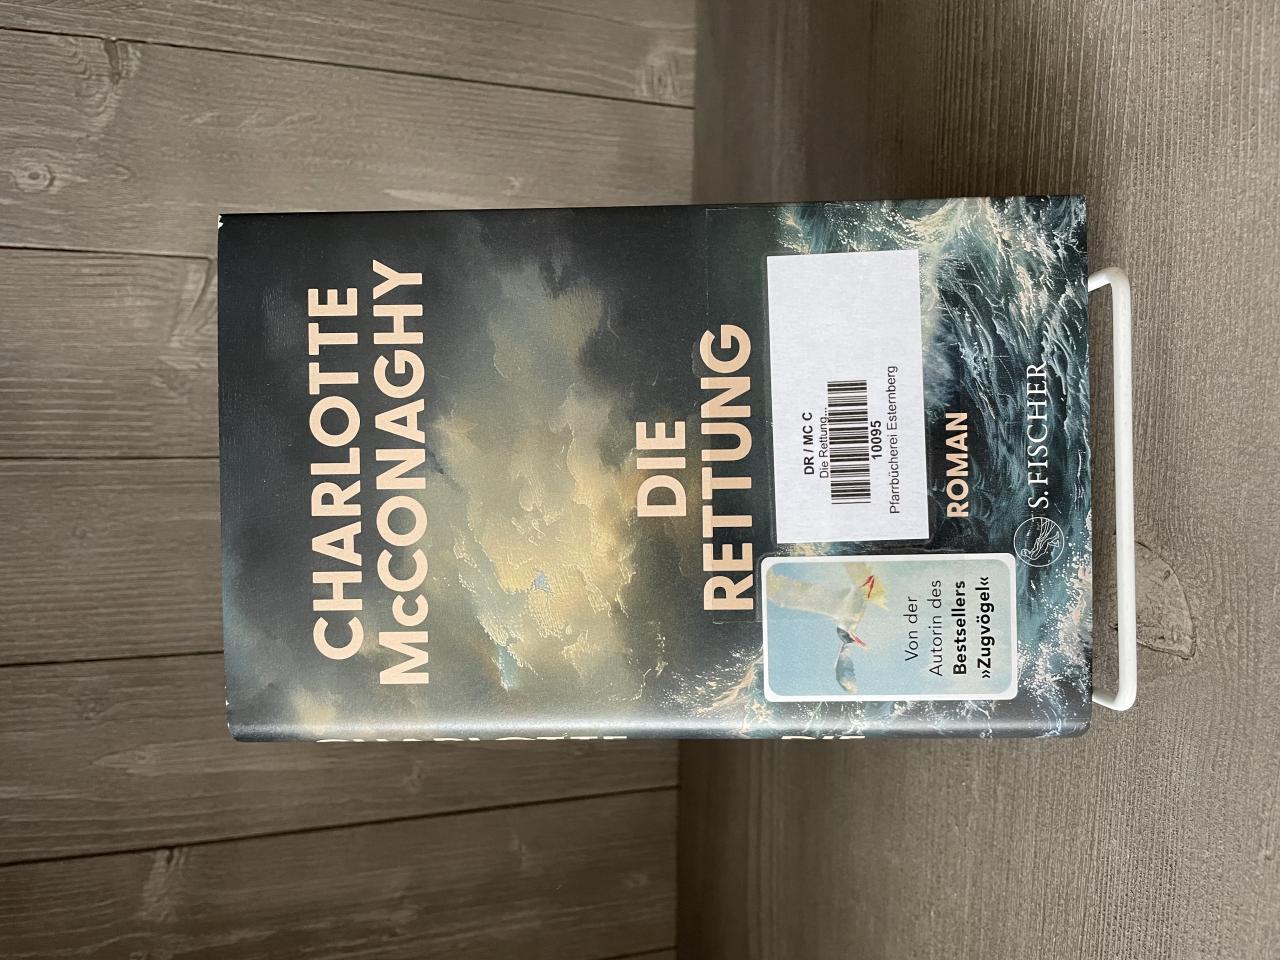 CHARLOTTE
McCONAGHY
DIE
RETTUNG
DR / MC C
Die Rettung...
10095
Pfarrbücherei Esternberg
Von der
Autorin des
Bestsellers
»Zugvögel«
ROMAN
S. FISCHER